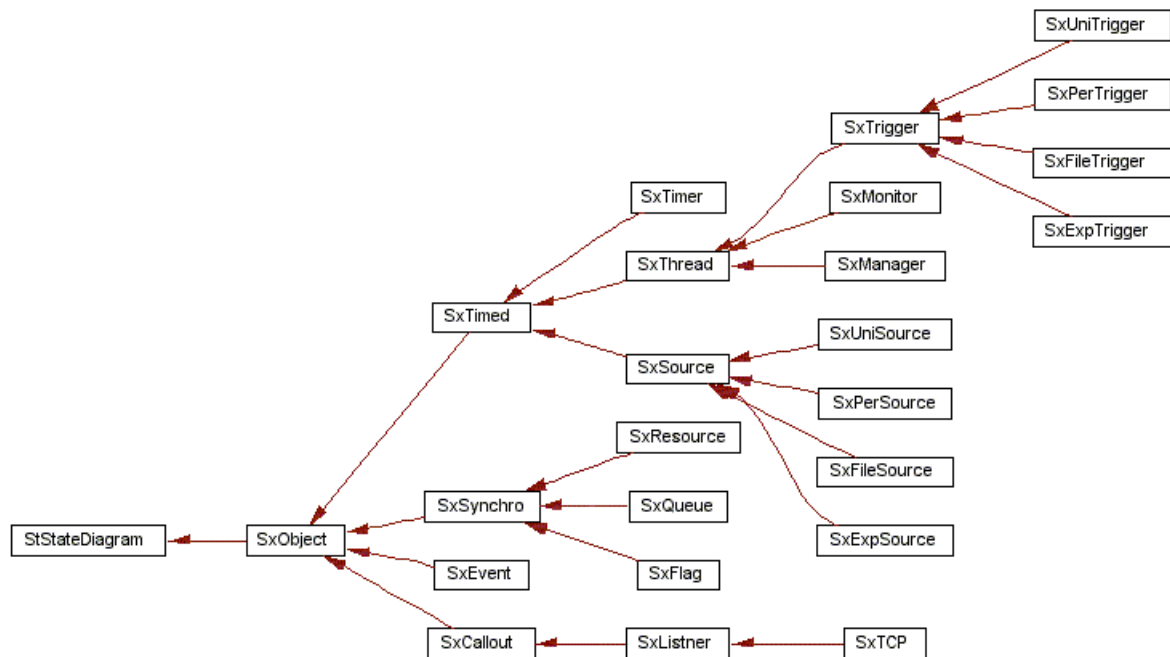 SxUniTrigger
SxPerTrigger
SxTrigger
SxFileTrigger
SxTimer
SxMonitor
SxExpTrigger
SxThread
SxManager
SxTimed
SxUniSource
SxSource
SxPerSource
SxResource
SxFileSource
SxSynchro
SxQueue
StStateDiagram
SxObject
SxExpSource
SxEvent
SxFlag
SxCallout
SxListner
SxTCP